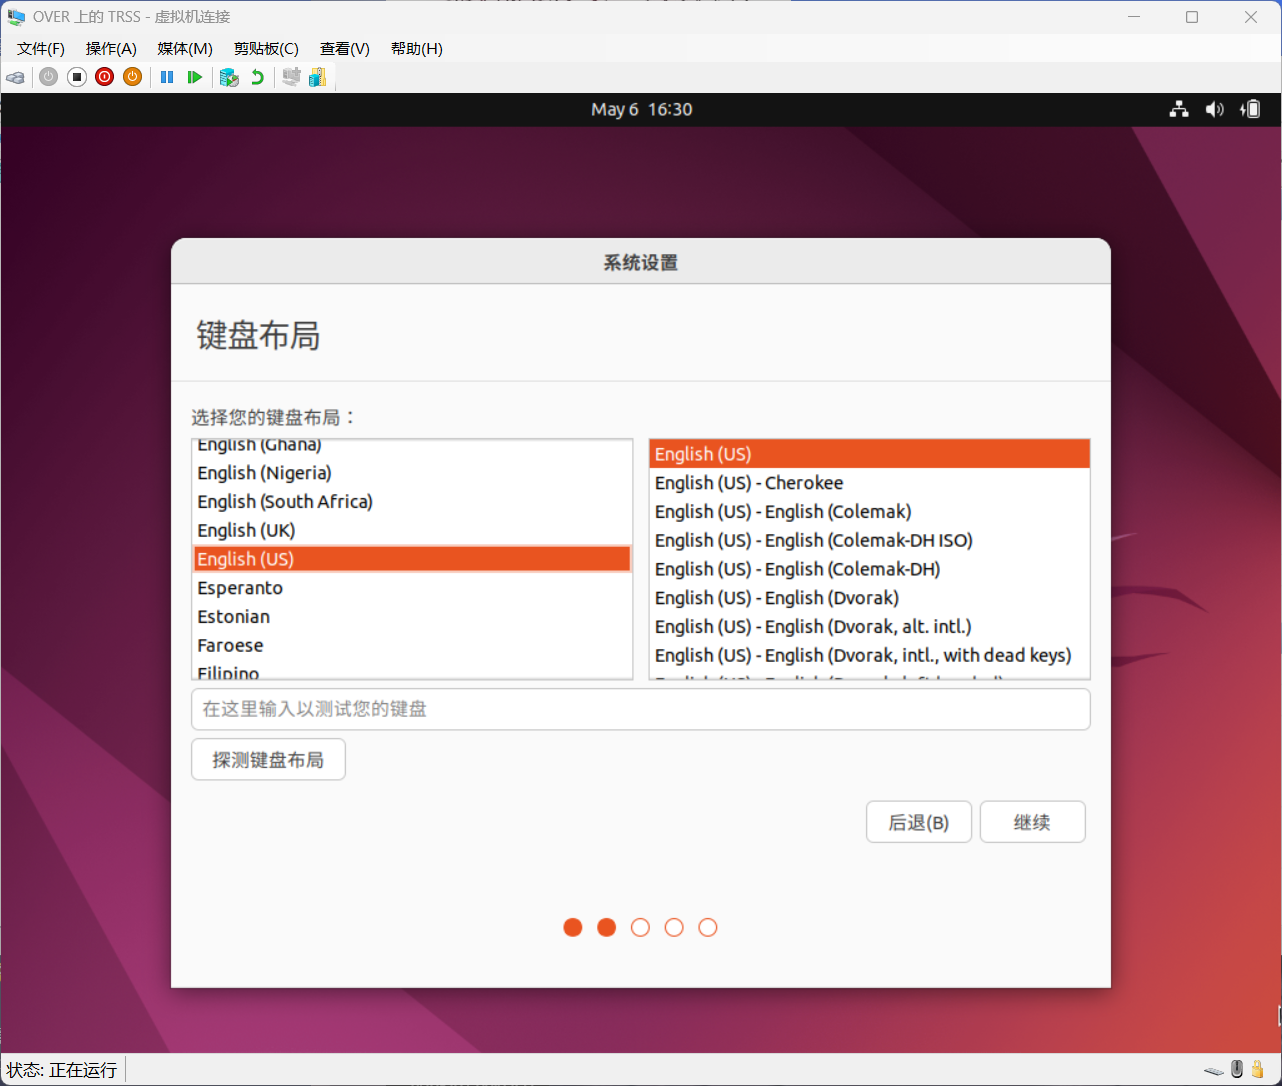 OVER 上的 TRSS - 虚拟机连接
文件(F) 操作(A) 媒体(M) 剪贴板(C) 查看(V) 帮助(H)
May 6 16:30
系统设置
键盘布局
选择您的键盘布局：
English (Ghana)
English (Nigeria)
English (South Africa)
English (UK)
English (US)
Esperanto
Estonian
Faroese
Filipino
English (US)
English (US) - Cherokee
English (US) - English (Colemak)
English (US) - English (Colemak-DH ISO)
English (US) - English (Colemak-DH)
English (US) - English (Dvorak)
English (US) - English (Dvorak, alt. intl.)
English (US) - English (Dvorak, intl., with dead keys)
在这里输入以测试您的键盘
探测键盘布局
后退(B) 继续
状态: 正在运行